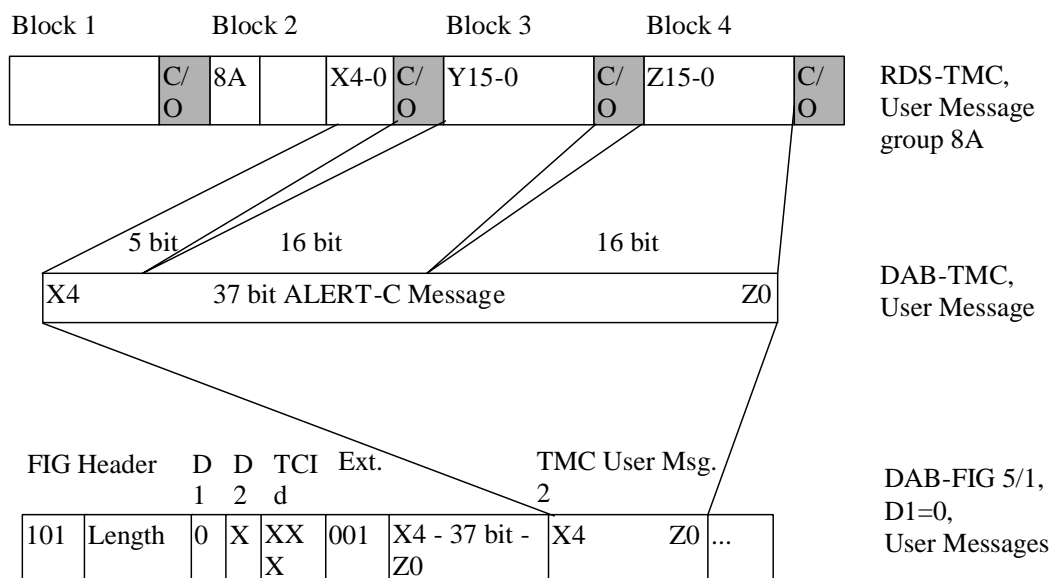 Block 1 Block 2 Block 3 Block 4
C/ 8A X4-0 C/ Y15-0 C/ Z15-0 C/
O O O O
RDS-TMC,
User Message
group 8A
5 bit 16 bit 16 bit
X4 37 bit ALERT-C Message Z0
DAB-TMC,
User Message
FIG Header D D TCI Ext. TMC User Msg.
1 2 d 2
101 Length 0 X XX 001 X4 - 37 bit - X4 Z0 ...
X Z0
DAB-FIG 5/1,
D1=0,
User Messages